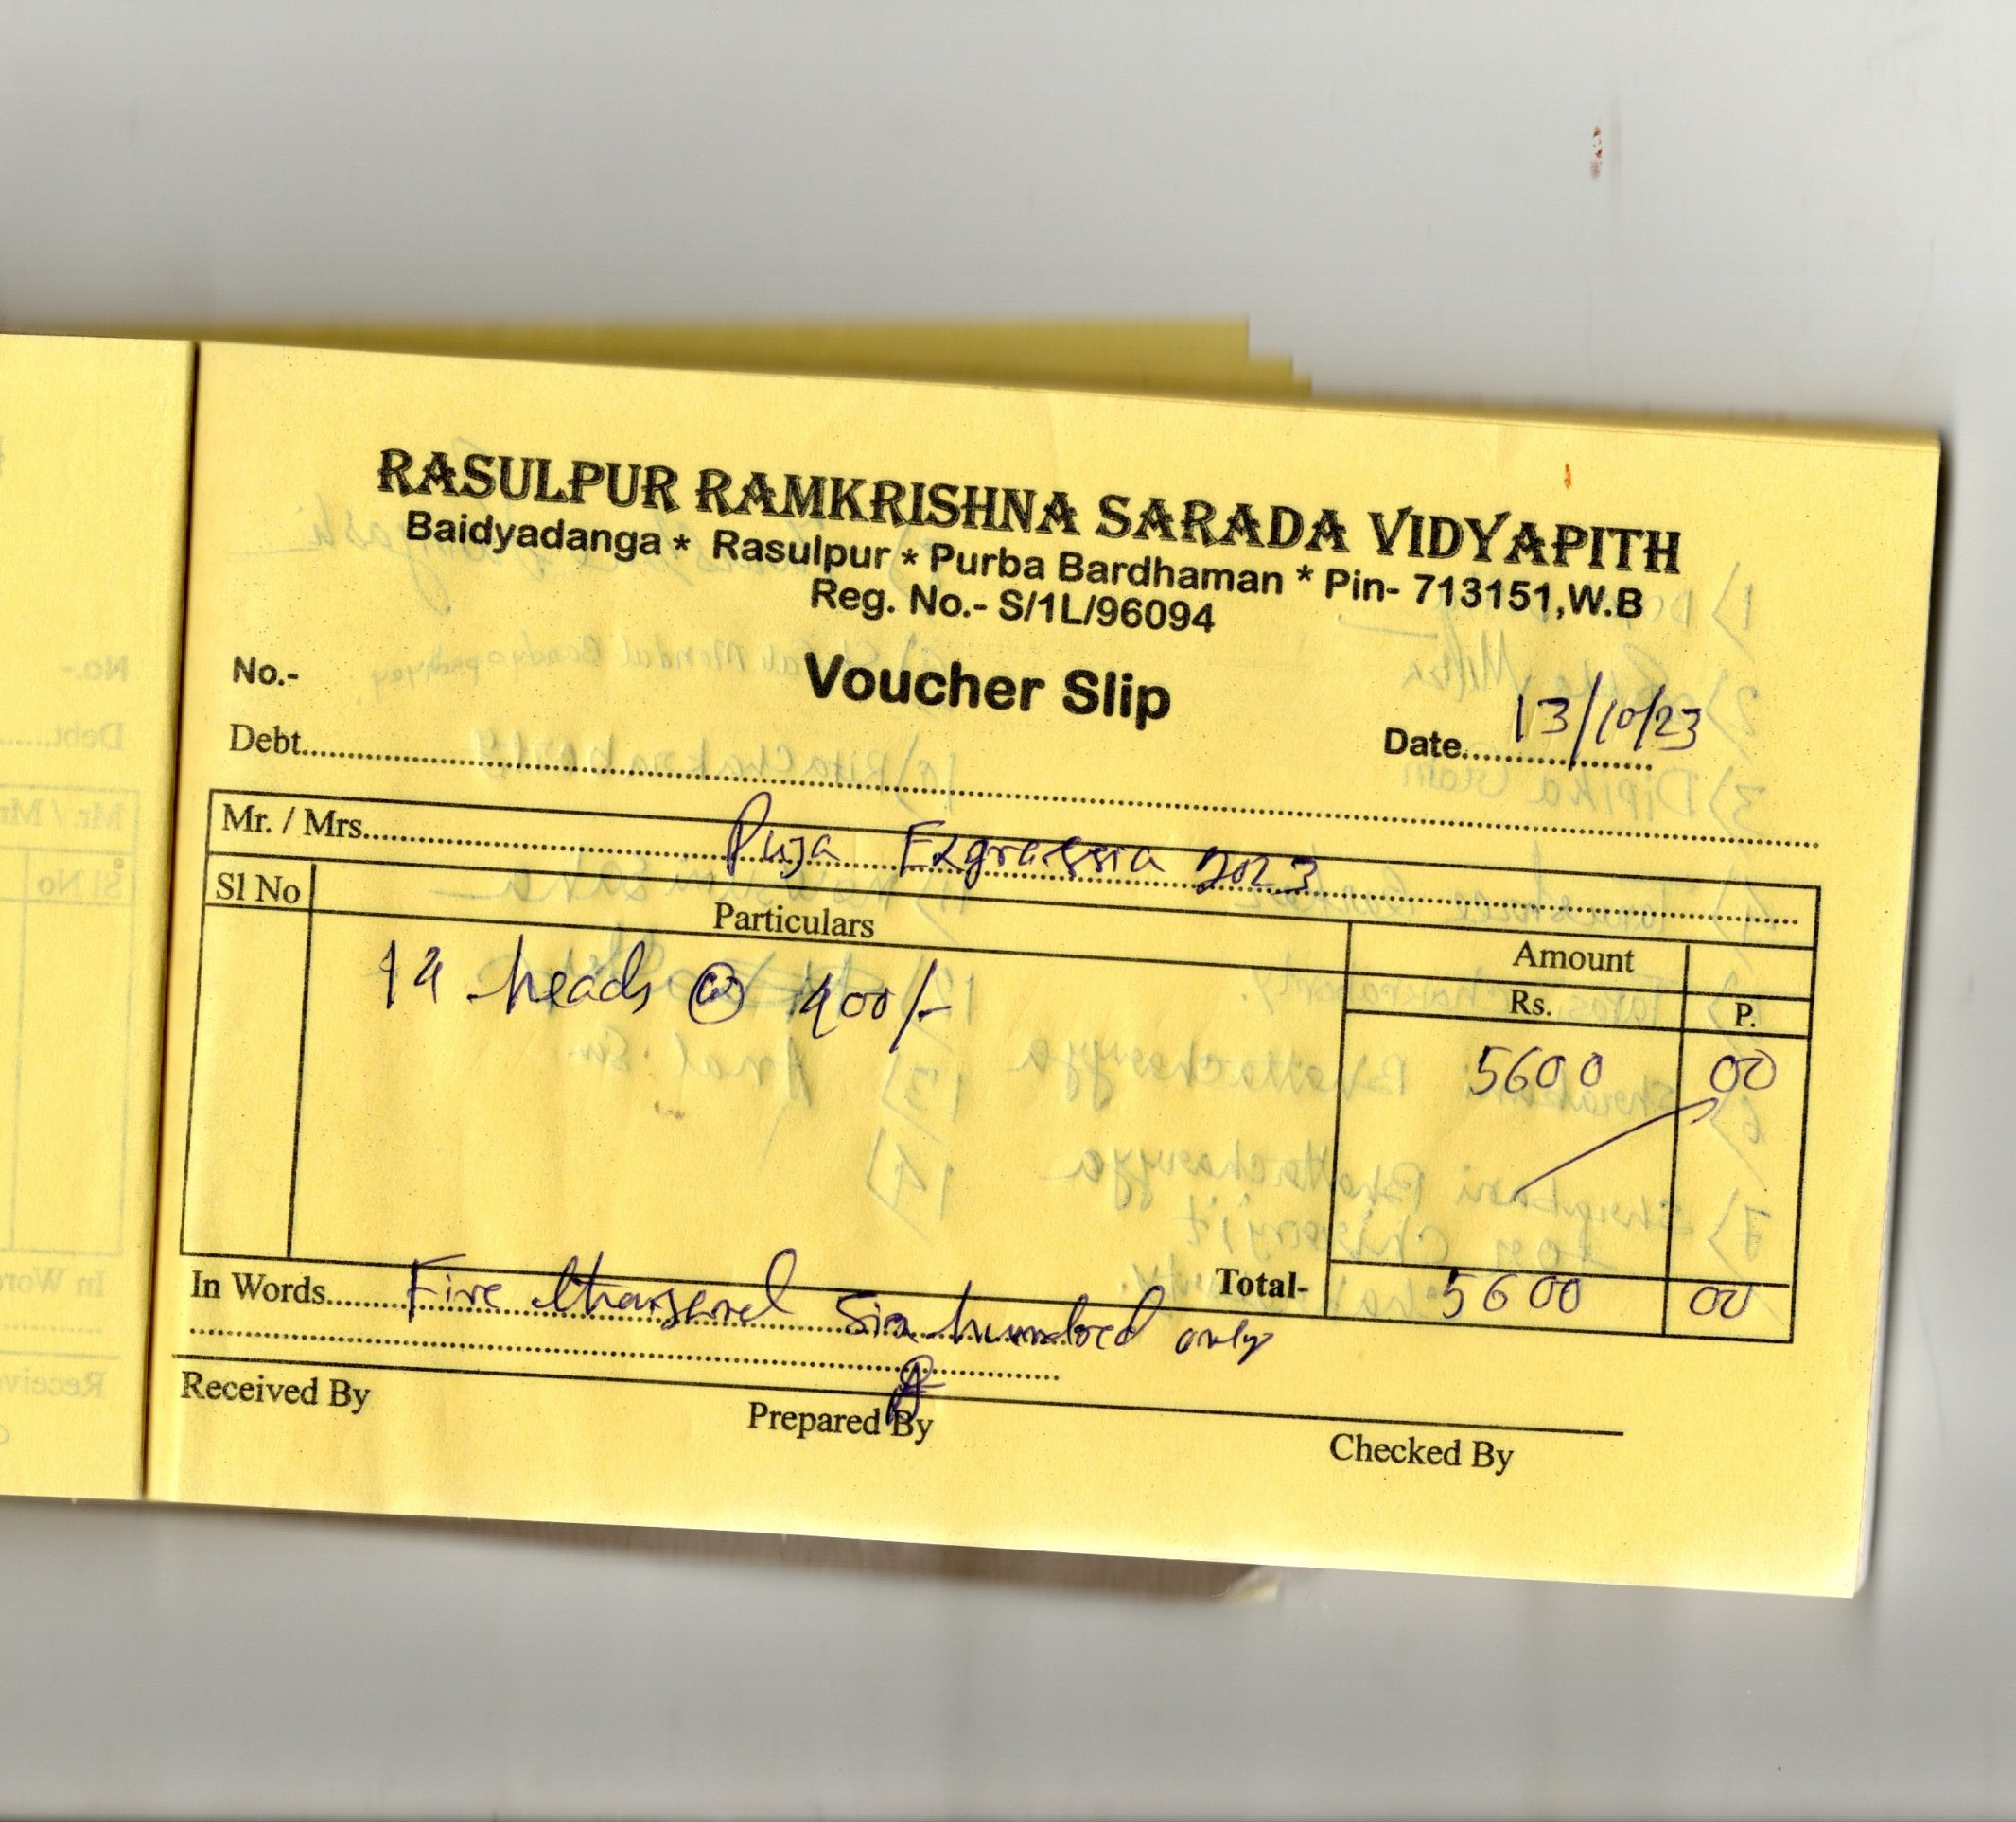 RASULPUR RAMKRISHNA SARADA VIDYAPITH
Baidyadanga * Rasulpur * Purba Bardhaman * Pin- 713151,W.B
Reg. No.- S/1L/96094
No.-
Voucher Slip
Date. 13/10/23
Debt
Mr. / Mrs. Puja Exgressia 2023
Sl No Particulars Amount
Rs. P.
14 heads @ 400/-
5600 00
Total- 5600 00
In Words Five thousand Six hundred only
Received By
Prepared By
Checked By